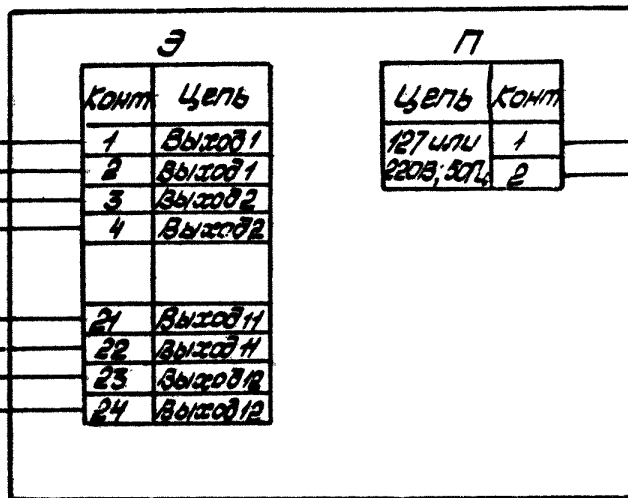 Э
Конт Цепь
1 Выход 1
2 Выход 1
3 Выход 2
4 Выход 2
21 Выход 11
22 Выход 11
23 Выход 12
24 Выход 12
П
Цепь Конт
127 или 1
220В; 50Гц 2